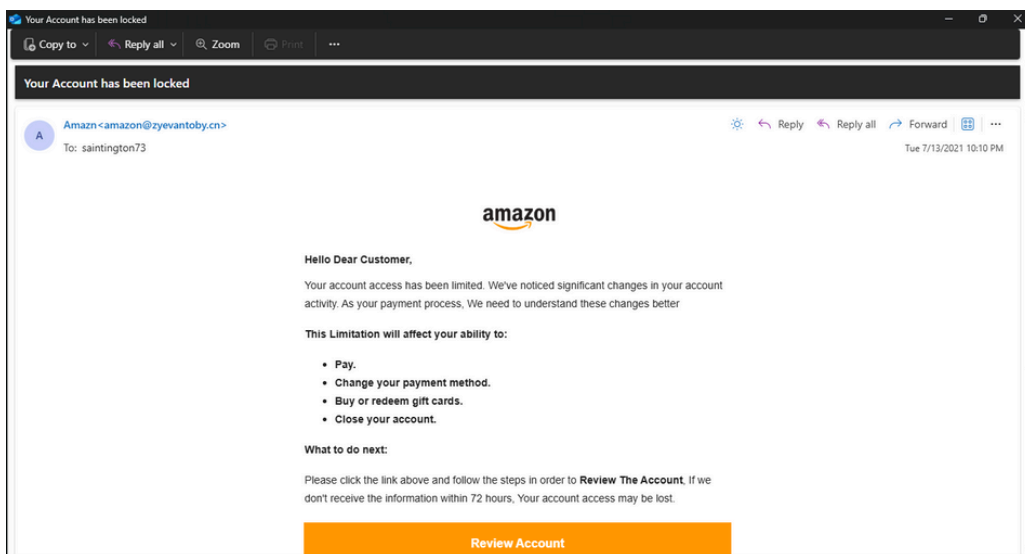 Your Account has been locked
Copy to Reply all Zoom Print ...
Your Account has been locked
A
Amazn<amazon@zyevantoby.cn>
Reply Reply all Forward ...
To: saintington73
Tue 7/13/2021 10:10 PM
amazon
Hello Dear Customer,
Your account access has been limited. We've noticed significant changes in your account
activity. As your payment process, We need to understand these changes better
This Limitation will affect your ability to:
• Pay.
• Change your payment method.
• Buy or redeem gift cards.
• Close your account.
What to do next:
Please click the link above and follow the steps in order to Review The Account, If we
don't receive the information within 72 hours, Your account access may be lost.
Review Account